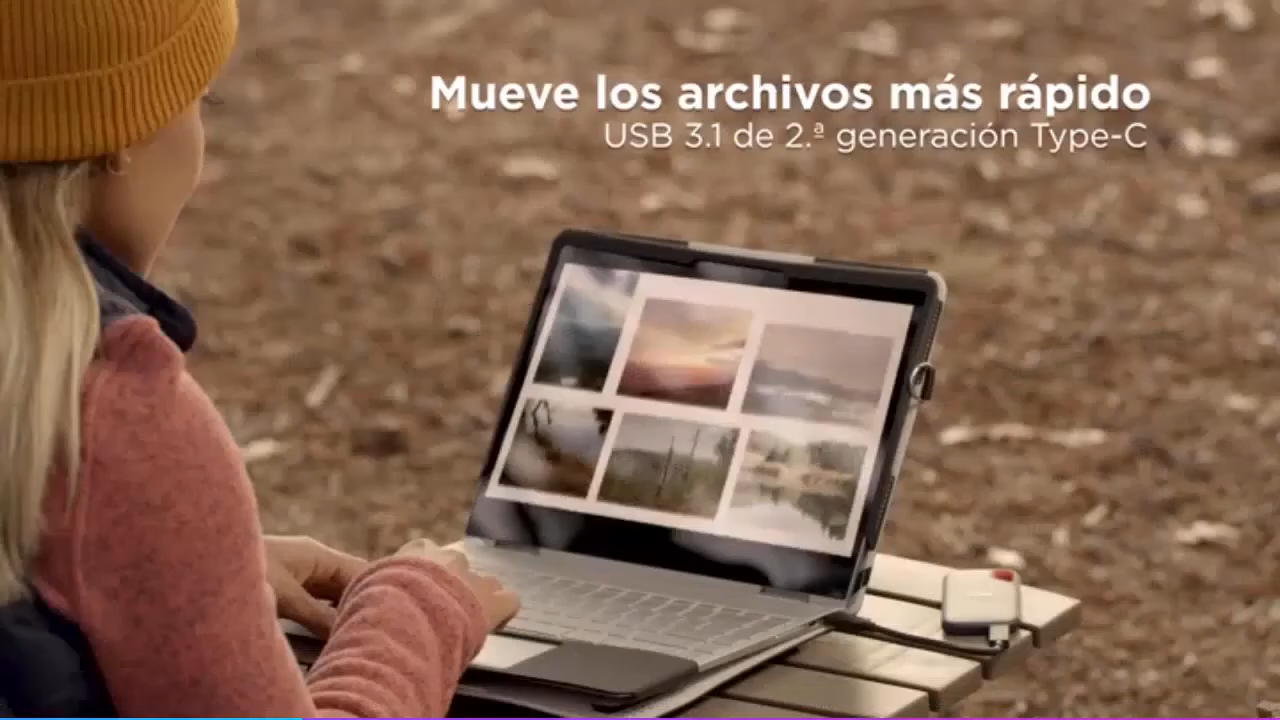 Mueve los archivos más rápido
USB 3.1 de 2.ª generación Type-C